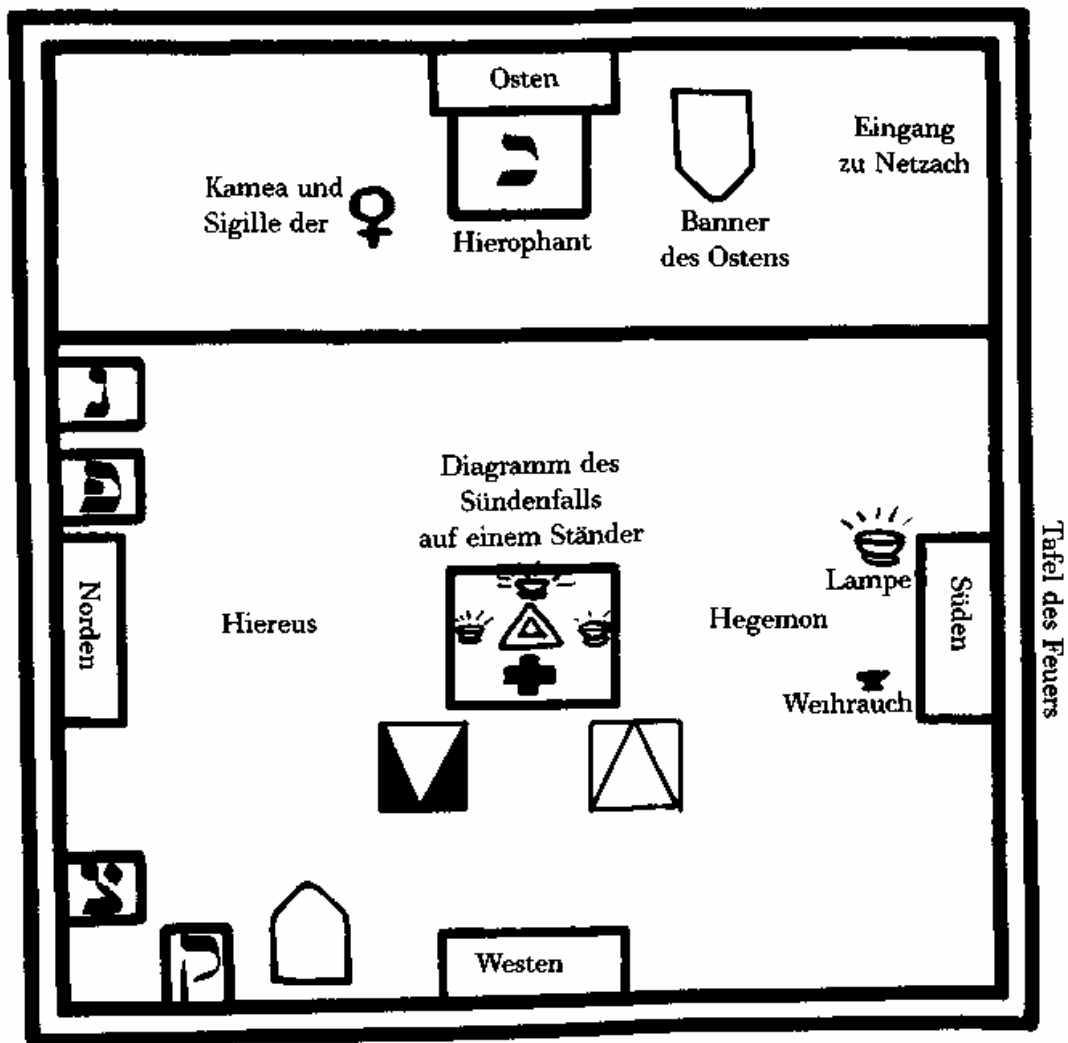 Osten
כ
Eingang
zu Netzach
Kamea und
Sigille der
Hierophant
Banner
des Ostens
נ
Diagramm des
Sündenfalls
auf einem Ständer
Norden
Hiereus
Hegemon
Lampe
Süden
Tafel des Feuers
Weihrauch
צ
ק
Westen